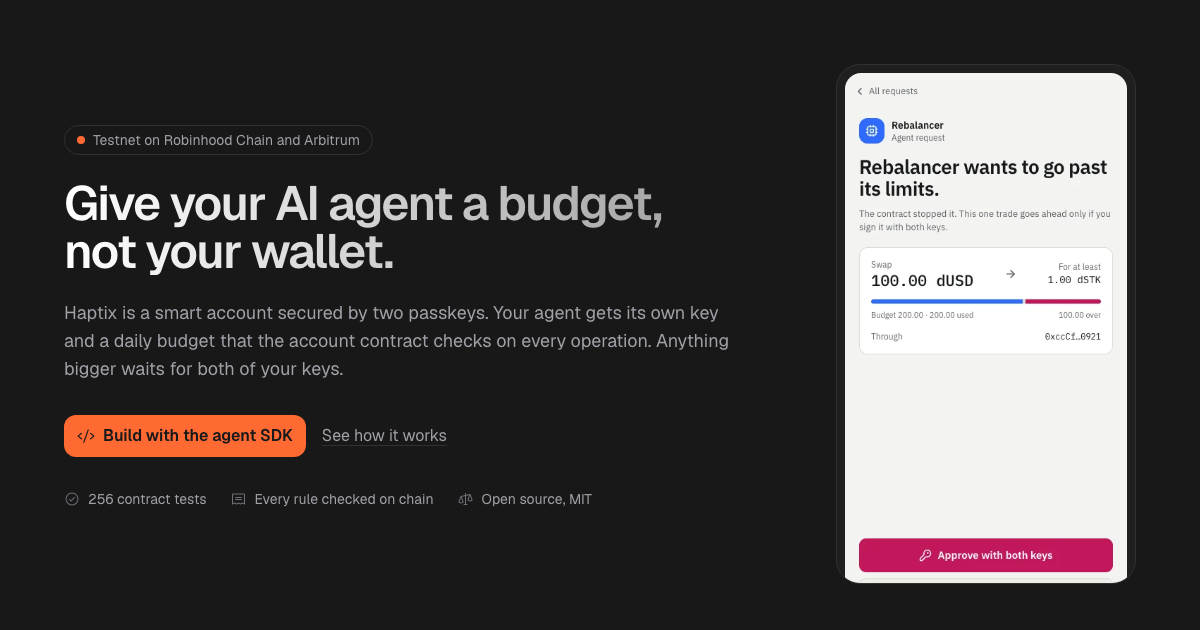 Testnet on Robinhood Chain and Arbitrum
Give your AI agent a budget,
not your wallet.
Haptix is a smart account secured by two passkeys. Your agent gets its own key
and a daily budget that the account contract checks on every operation. Anything
bigger waits for both of your keys.
</> Build with the agent SDK
See how it works
256 contract tests
Every rule checked on chain
Open source, MIT
All requests
Rebalancer
Agent request
Rebalancer wants to go past
its limits.
The contract stopped it. This one trade goes ahead only if you
sign it with both keys.
Swap
100.00 dUSD
→
For at least
1.00 dSTK
Budget 200.00 · 200.00 used
100.00 over
Through
0xccCf…0921
Approve with both keys